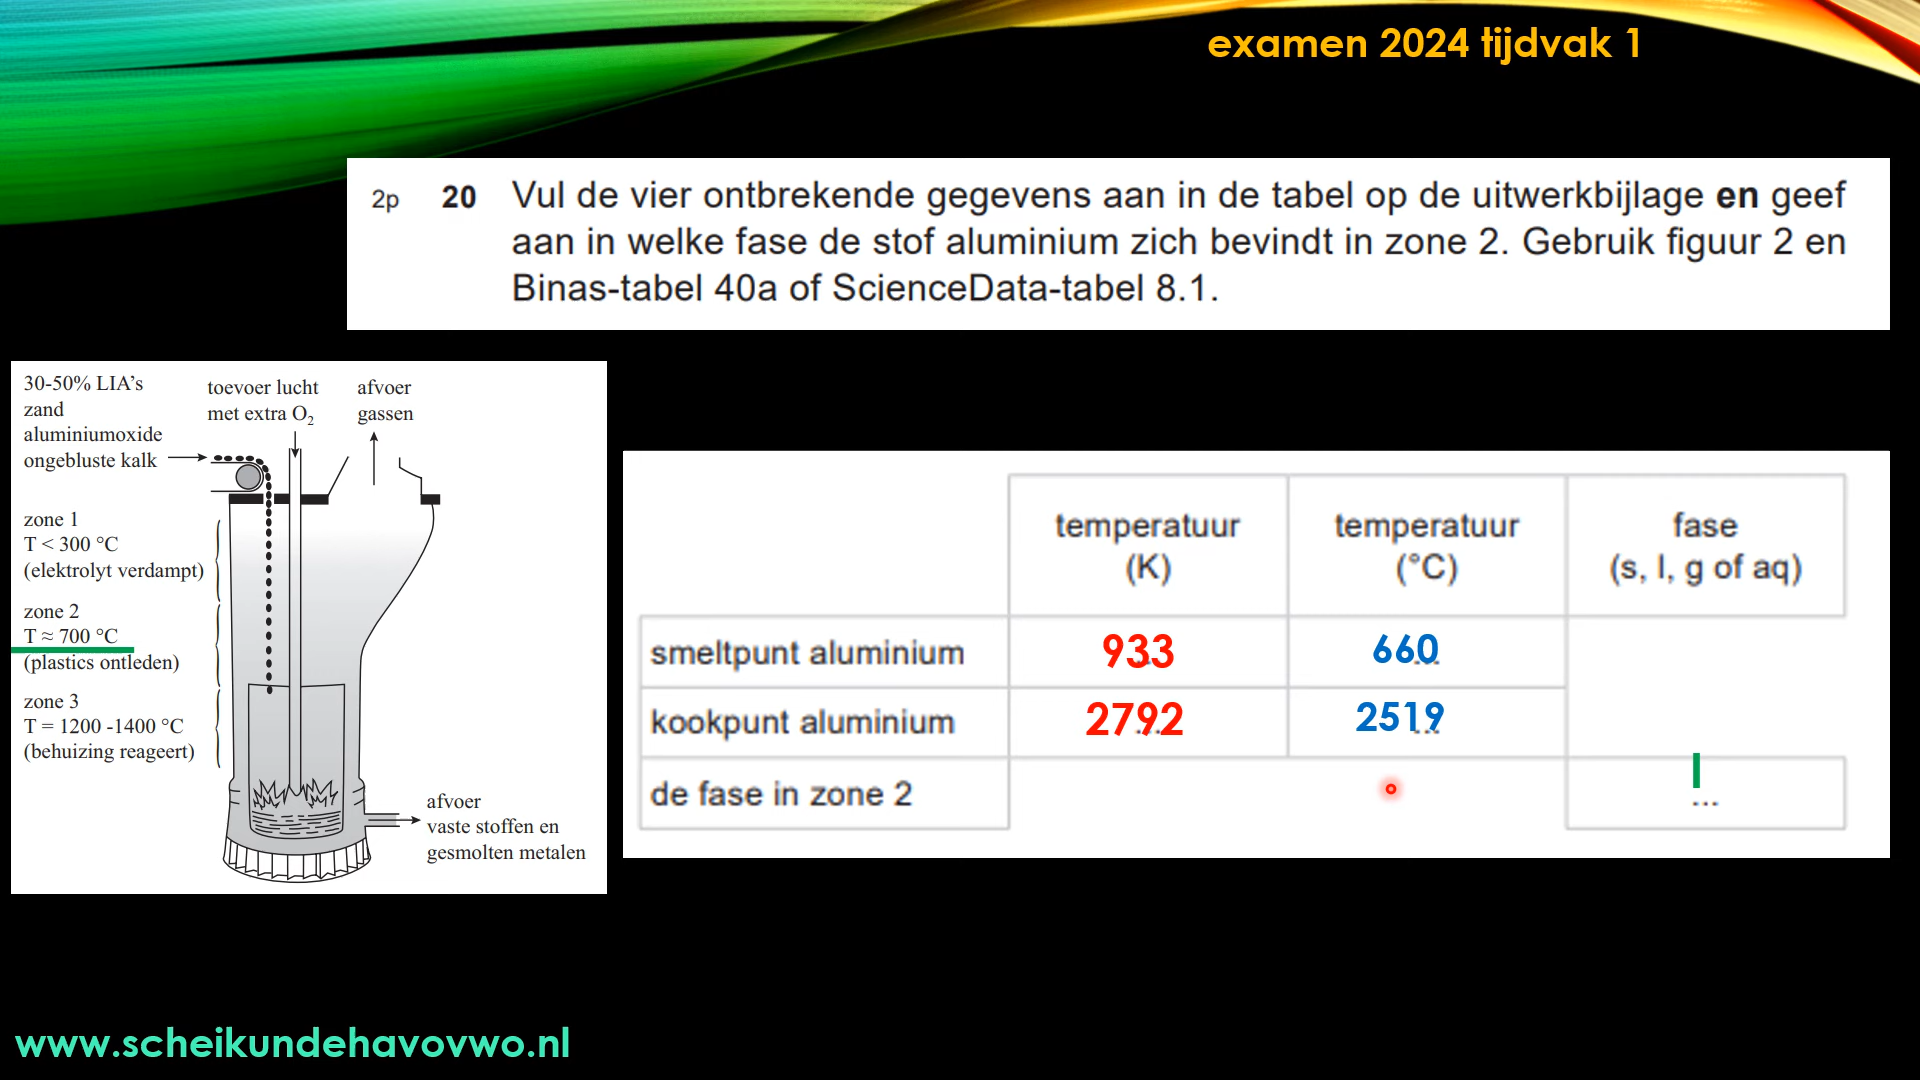 examen 2024 tijdvak 1
2p 20 Vul de vier ontbrekende gegevens aan in de tabel op de uitwerkbijlage en geef
aan in welke fase de stof aluminium zich bevindt in zone 2. Gebruik figuur 2 en
Binas-tabel 40a of ScienceData-tabel 8.1.
30-50% LIA's
zand
aluminiumoxide
ongebluste kalk
toevoer lucht
met extra O₂
afvoer
gassen
zone 1
T < 300 °C
(elektrolyt verdampt)
zone 2
T ≈ 700 °C
(plastics ontleden)
zone 3
T = 1200 -1400 °C
(behuizing reageert)
afvoer
vaste stoffen en
gesmolten metalen
temperatuur
(K)
temperatuur
(°C)
fase
(s, l, g of aq)
smeltpunt aluminium 933 660
kookpunt aluminium 2792 2519
de fase in zone 2 l
...
www.scheikundehavovwo.nl